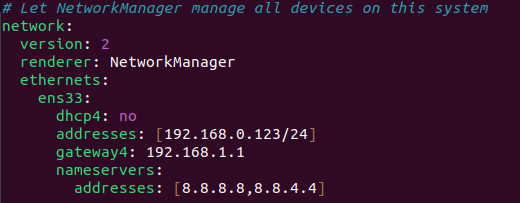 # Let NetworkManager manage all devices on this system
network:
  version: 2
  renderer: NetworkManager
  ethernets:
    ens33:
      dhcp4: no
      addresses: [192.168.0.123/24]
      gateway4: 192.168.1.1
      nameservers:
        addresses: [8.8.8.8,8.8.4.4]